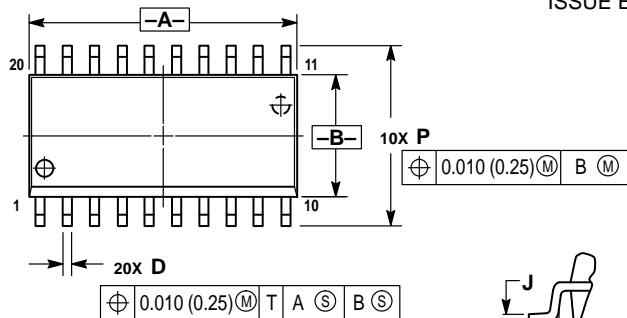 ISSUE E
–A–
20 11
–B–
10X P
⌖ 0.010 (0.25) Ⓜ B Ⓜ
1 10
20X D
⌖ 0.010 (0.25) Ⓜ T A Ⓢ B Ⓢ
J